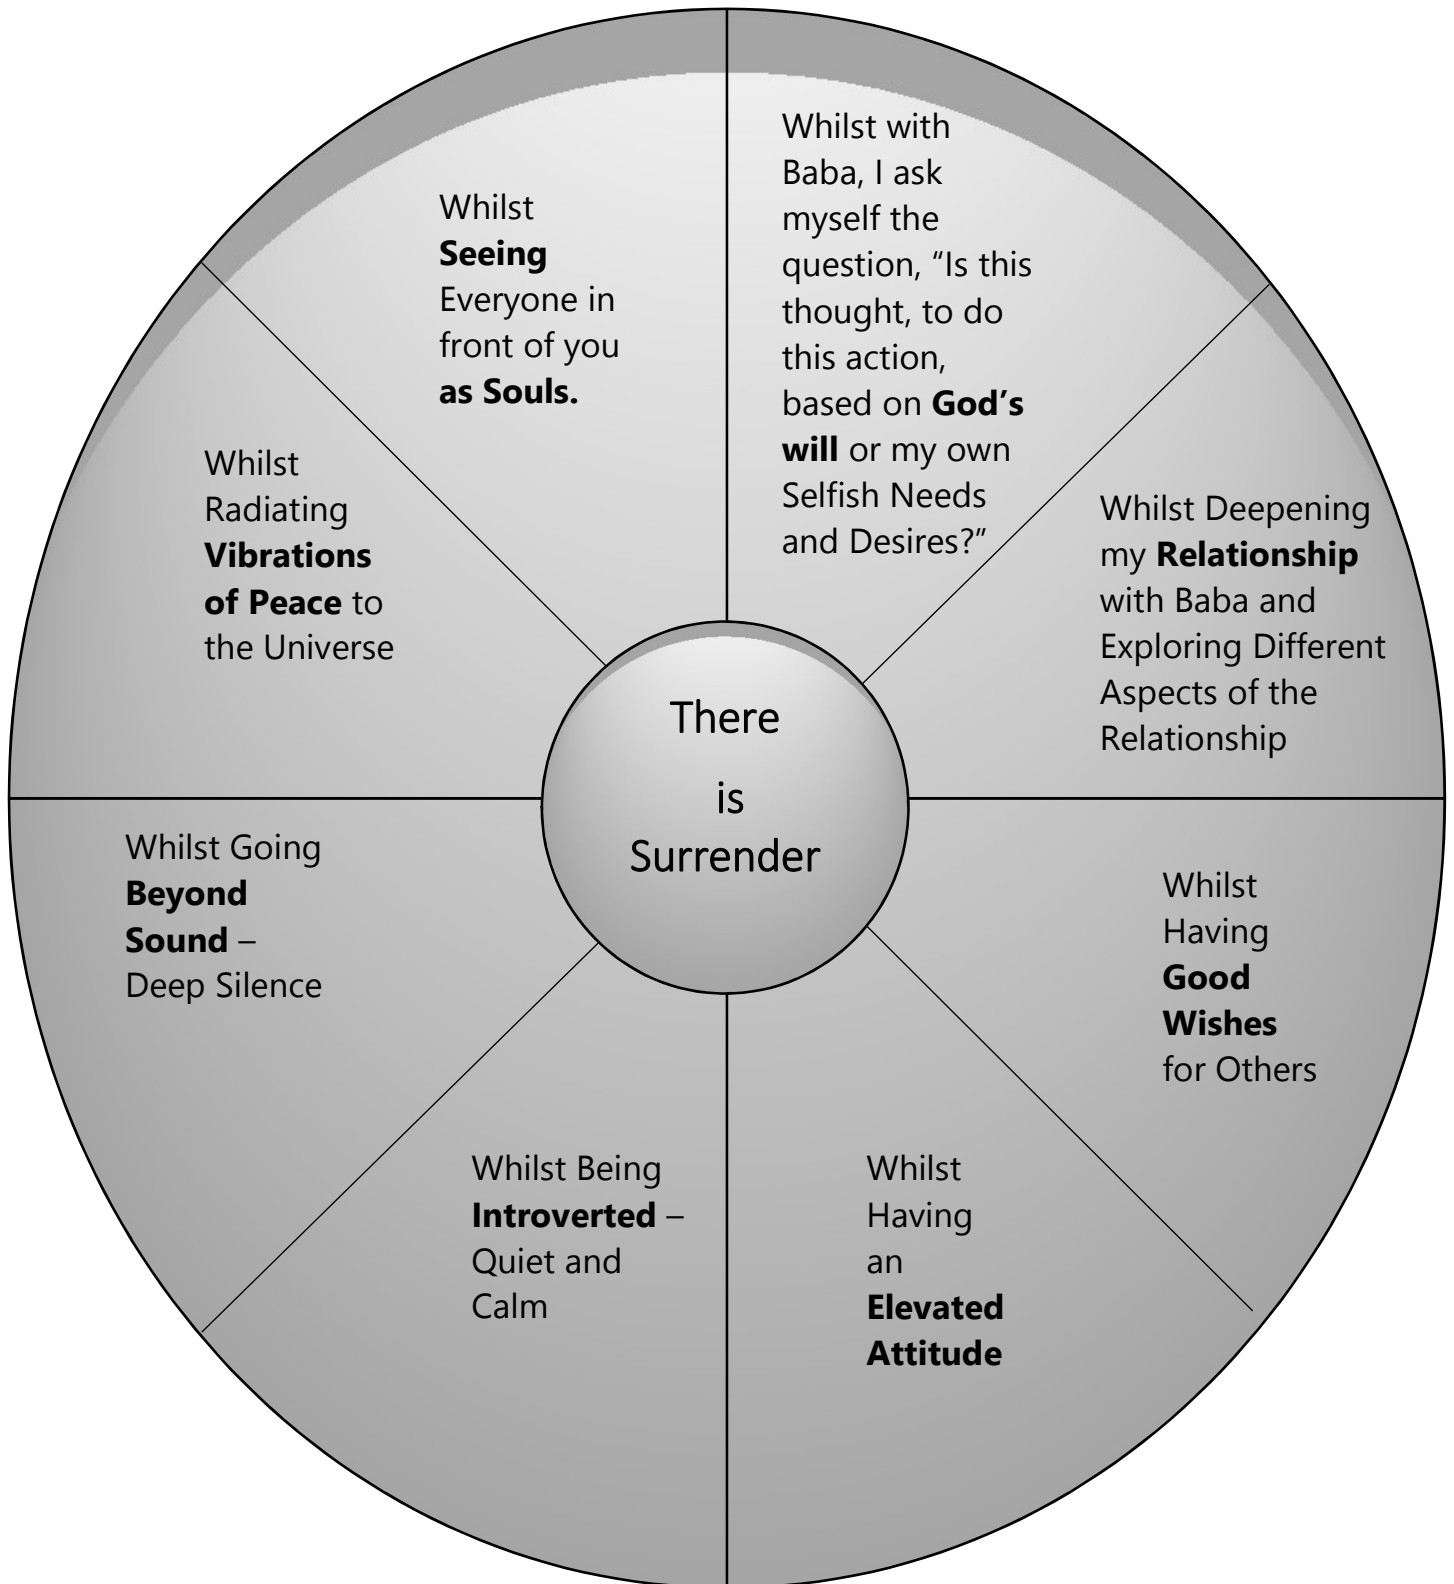 Whilst with
Baba, I ask
myself the
question, “Is this
thought, to do
this action,
based on God’s
will or my own
Selfish Needs
and Desires?”
Whilst Deepening
my Relationship
with Baba and
Exploring Different
Aspects of the
Relationship
Whilst
Having
Good
Wishes
for Others
Whilst
Having
an
Elevated
Attitude
Whilst Being
Introverted –
Quiet and
Calm
Whilst Going
Beyond
Sound –
Deep Silence
Whilst
Radiating
Vibrations
of Peace to
the Universe
Whilst
Seeing
Everyone in
front of you
as Souls.
There
is
Surrender